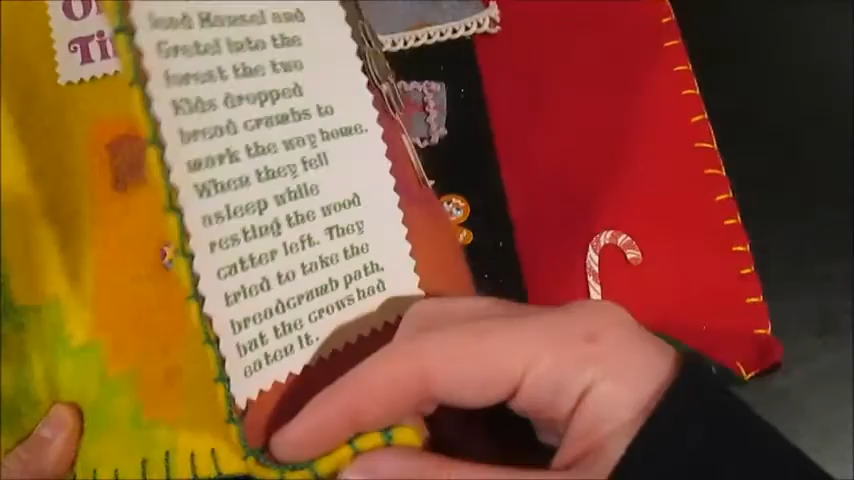 Ti
lead Hansel and
Gretel into the
forest the two
Kids dropped
bread crumbs to
mark the way home.
When they fell
asleep while
resting the wood
cutter left. They
tried to take the
breadcrumb path,
but the crows had
eaten it.